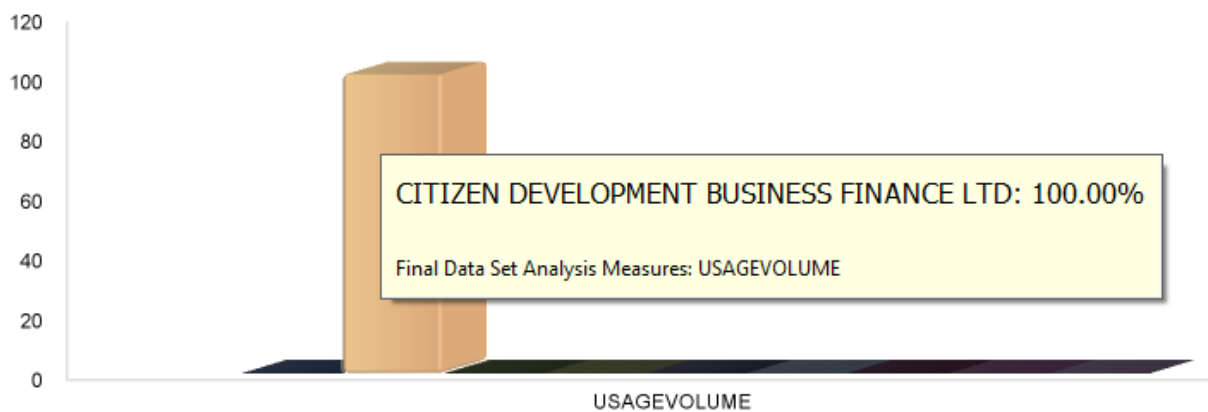 120
100
80
60
40
20
0
CITIZEN DEVELOPMENT BUSINESS FINANCE LTD: 100.00%
Final Data Set Analysis Measures: USAGEVOLUME
USAGEVOLUME